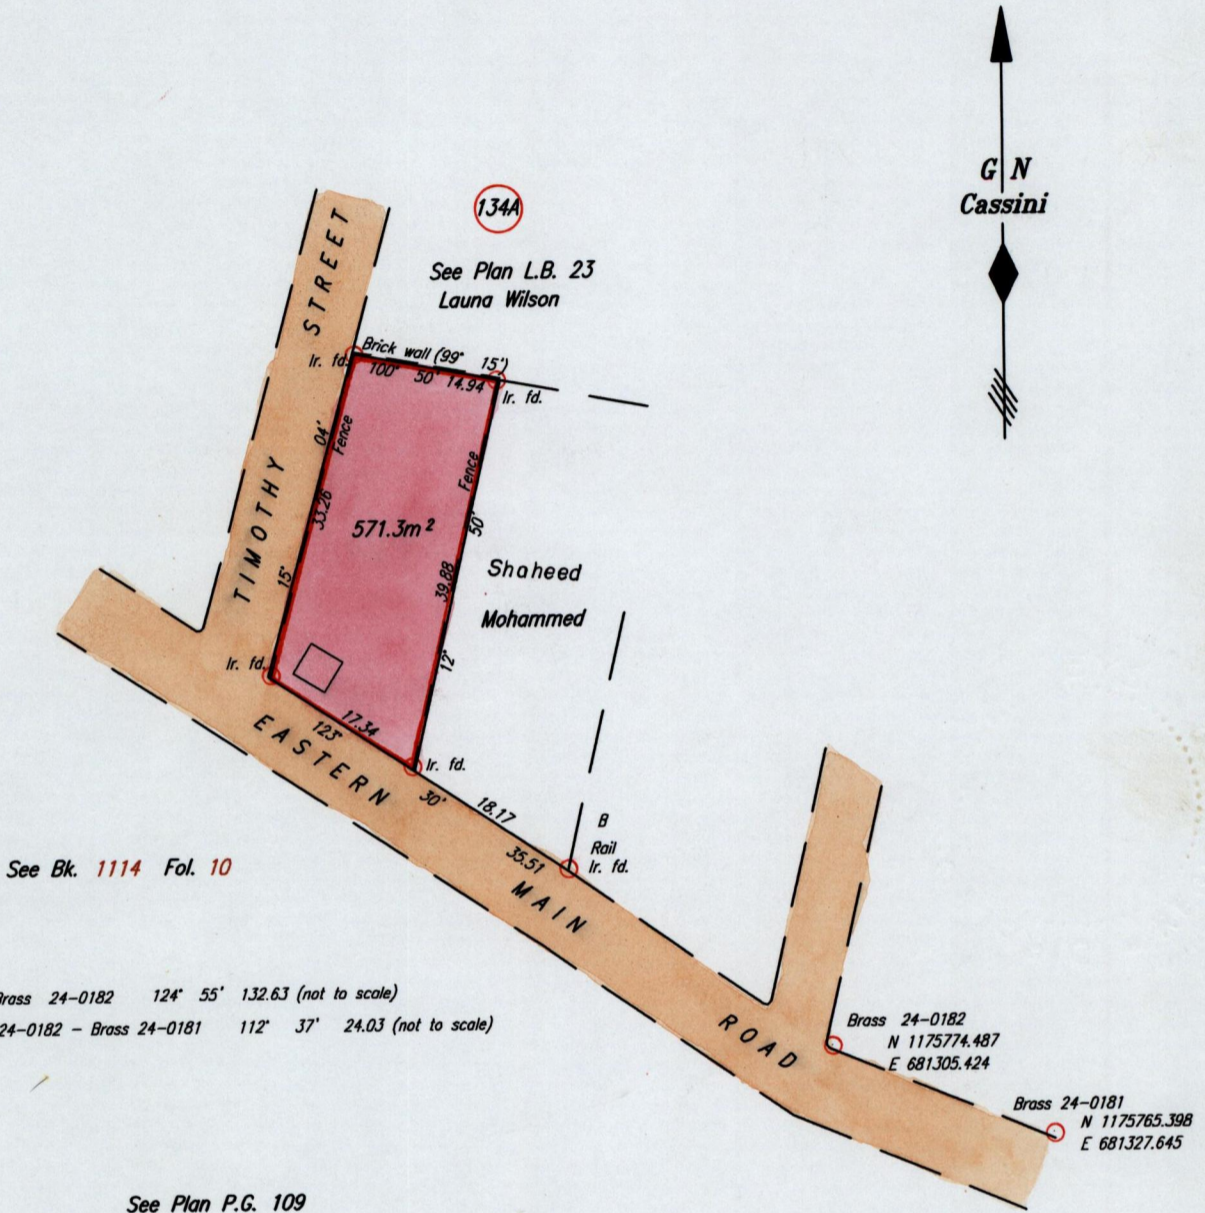 G N
Cassini
134A
See Plan L.B. 23
Launa Wilson
STREET
TIMOTHY
Ir. fd.
Brick wall (99° 15')
100° 50' 14.94
Ir. fd.
04'
Fence
33.26
15°
Fence
50'
39.88
12°
571.3m²
Shaheed
Mohammed
Ir. fd.
17.34
123°
Ir. fd.
30'
18.17
35.51
B
Rail
Ir. fd.
EASTERN
MAIN
ROAD
See Bk. 1114 Fol. 10
Brass 24-0182 124° 55' 132.63 (not to scale)
24-0182 - Brass 24-0181 112° 37' 24.03 (not to scale)
Brass 24-0182
N 1175774.487
E 681305.424
Brass 24-0181
N 1175765.398
E 681327.645
See Plan P.G. 109